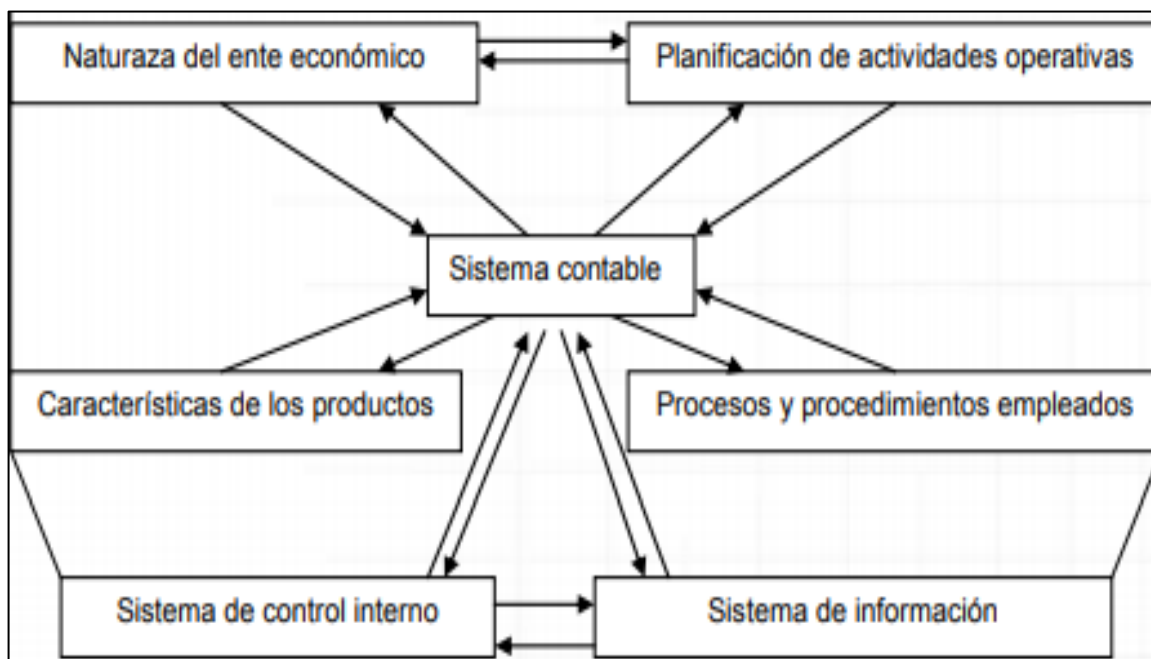 Naturaza del ente económico
Planificación de actividades operativas
Sistema contable
Características de los productos
Procesos y procedimientos empleados
Sistema de control interno
Sistema de información